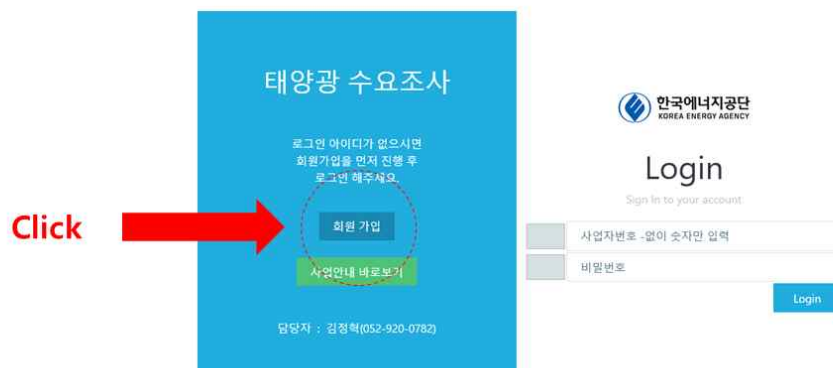 Click
태양광 수요조사
로그인 아이디가 없으시면
회원가입을 먼저 진행 후
로그인 해주세요.
회원 가입
사업안내 바로보기
담당자 : 김정혁(052-920-0782)
한국에너지공단
KOREA ENERGY AGENCY
Login
Sign In to your account
사업자번호 -없이 숫자만 입력
비밀번호
Login